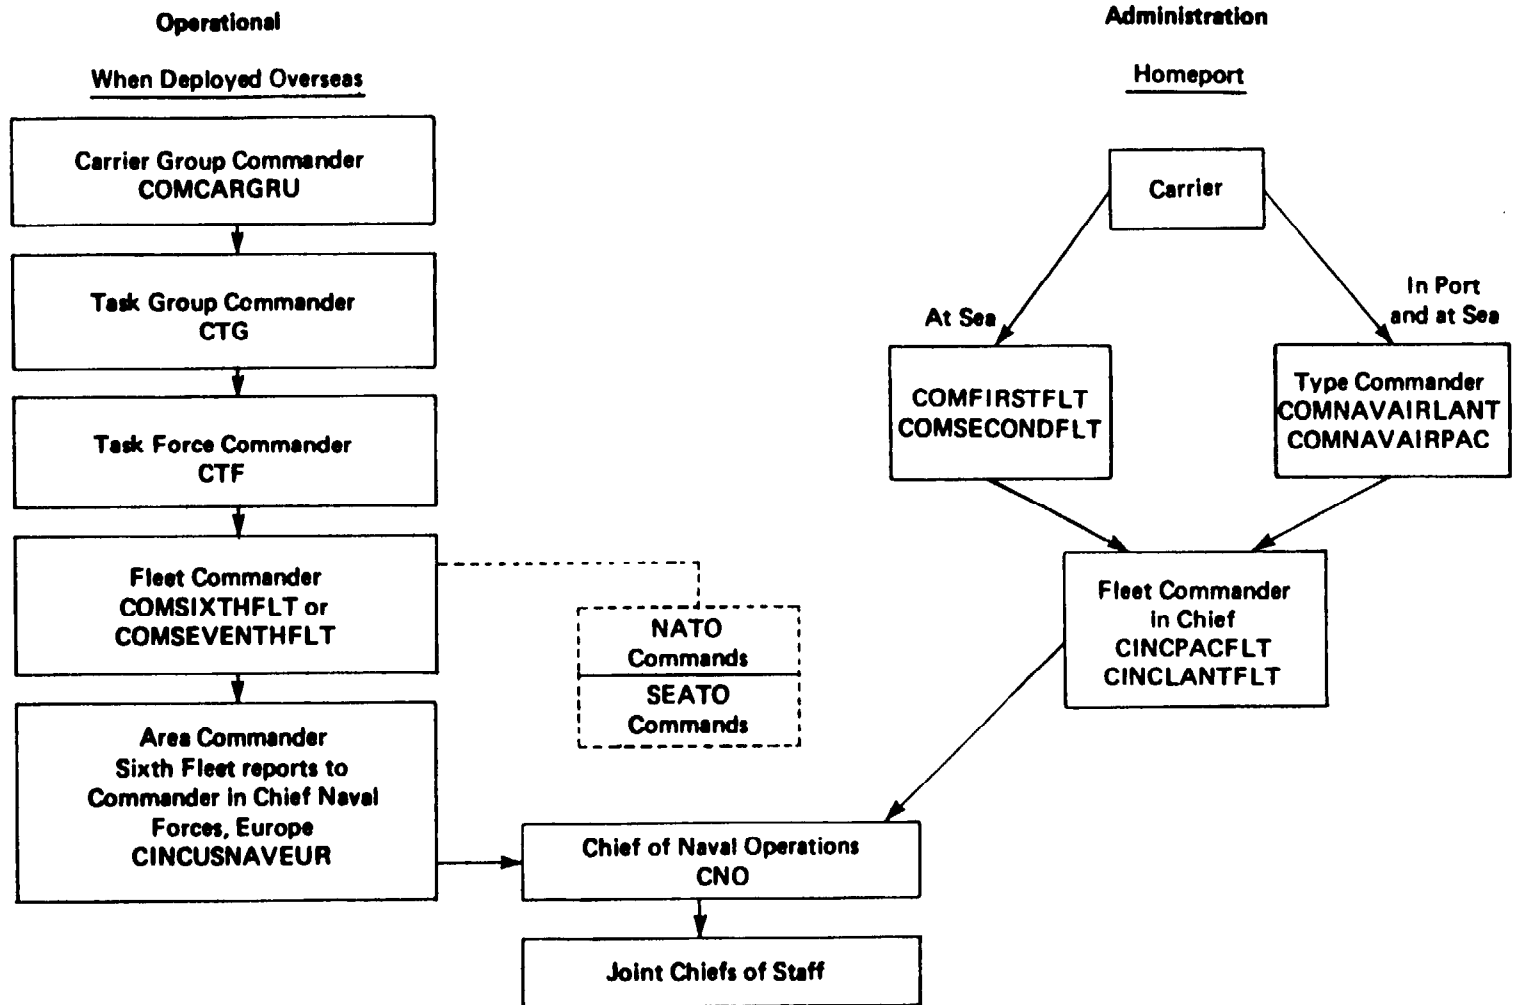 Operational
When Deployed Overseas
Carrier Group Commander
COMCARGRU
Task Group Commander
CTG
Task Force Commander
CTF
Fleet Commander
COMSIXTHFLT or
COMSEVENTHFLT
Area Commander
Sixth Fleet reports to
Commander in Chief Naval
Forces, Europe
CINCUSNAVEUR
NATO
Commands
SEATO
Commands
Administration
Homeport
Carrier
At Sea
In Port
and at Sea
COMFIRSTFLT
COMSECONDFLT
Type Commander
COMNAVAIRLANT
COMNAVAIRPAC
Fleet Commander
in Chief
CINCPACFLT
CINCLANTFLT
Chief of Naval Operations
CNO
Joint Chiefs of Staff